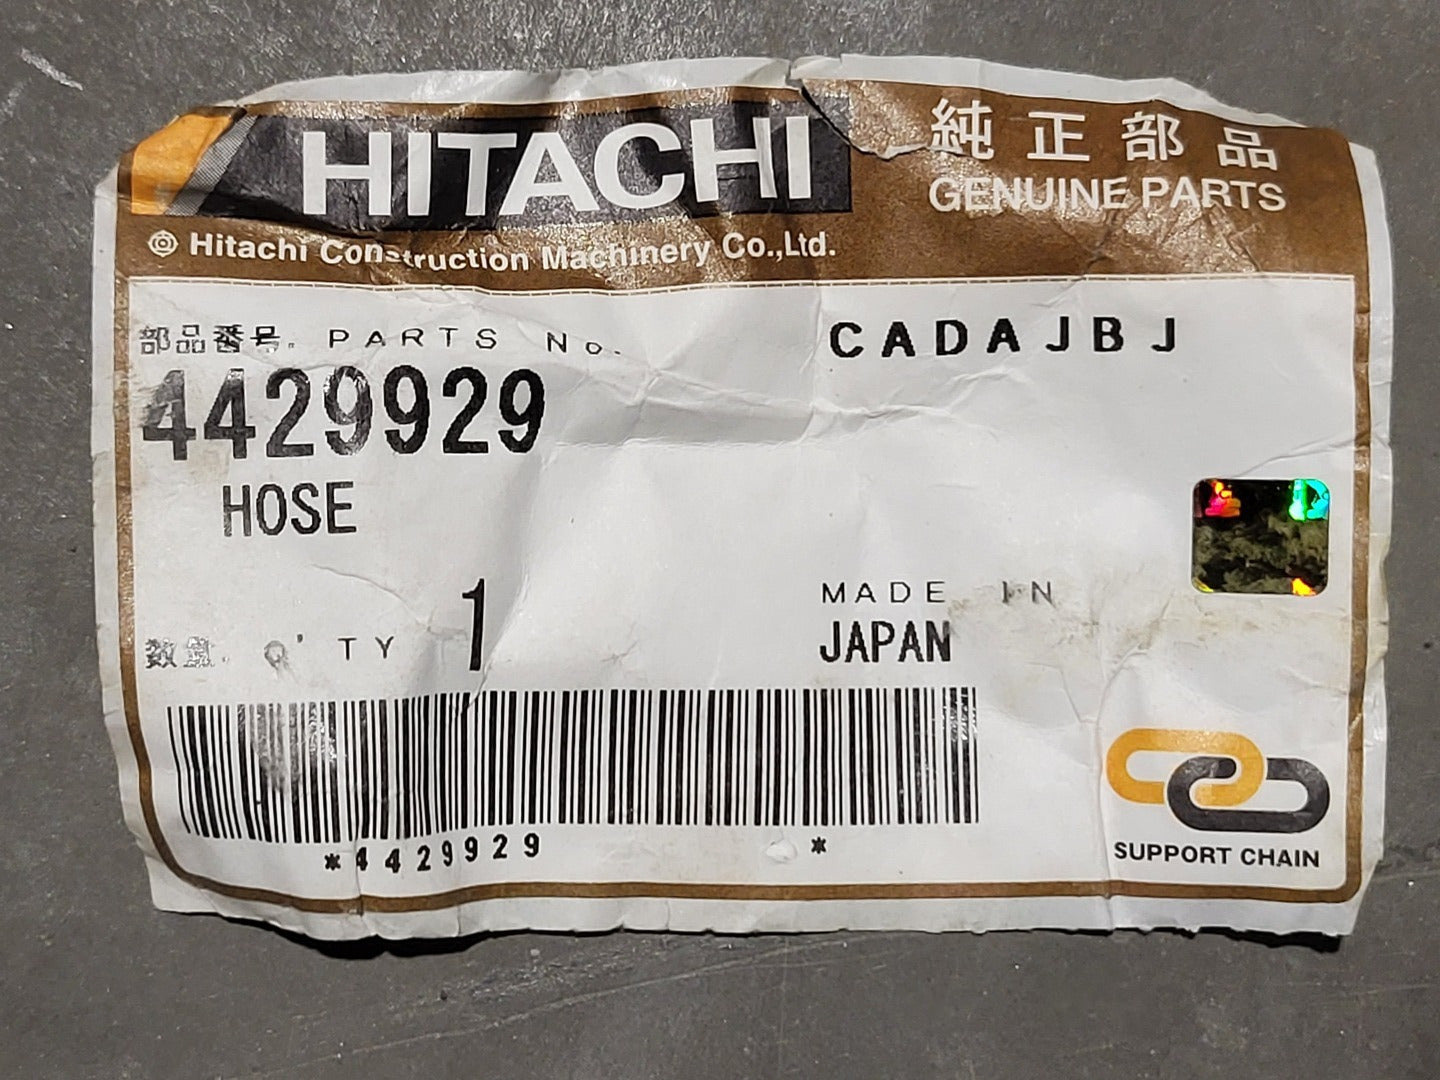 HITACHI
純正部品
GENUINE PARTS
Hitachi Construction Machinery Co.,Ltd.
部品番号. PARTS No.
CADAJBJ
4429929
HOSE
数量. Q'TY 1
MADE IN
JAPAN
*4429929 *
SUPPORT CHAIN